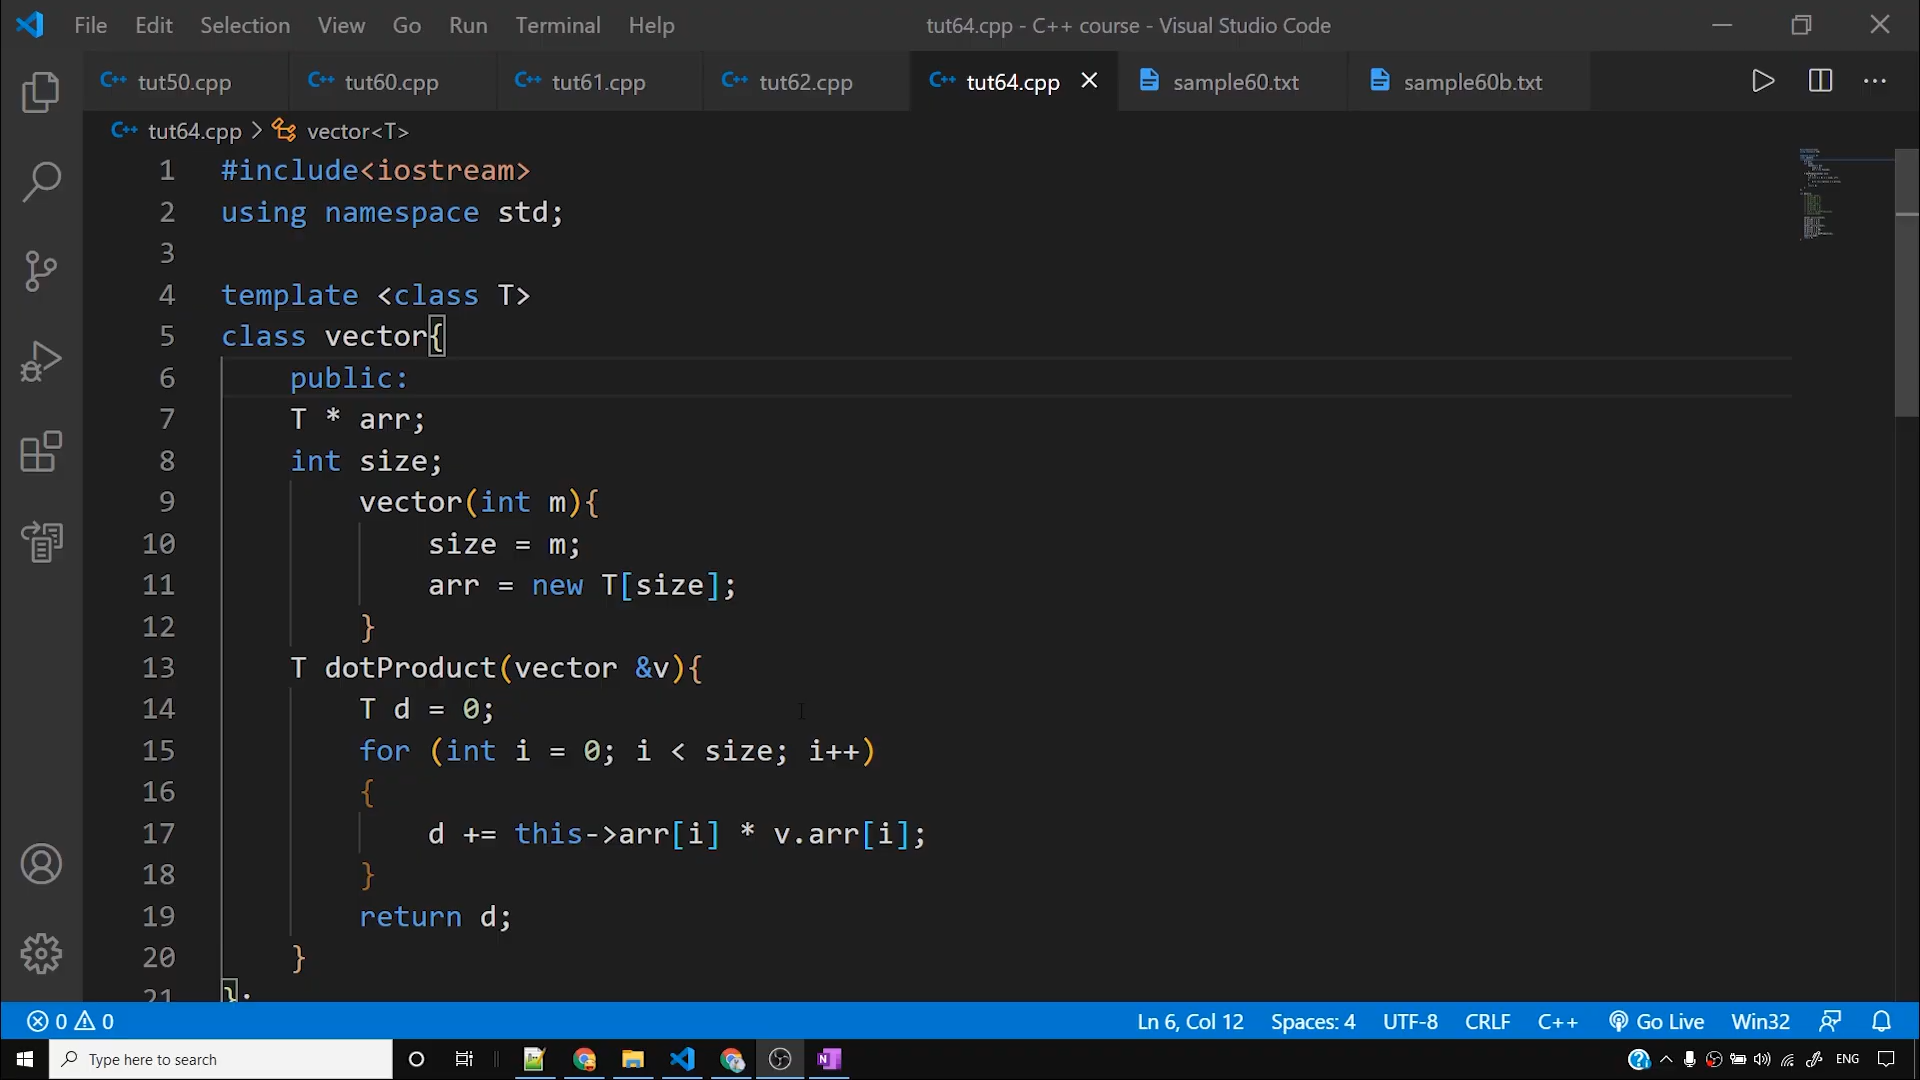 File Edit Selection View Go Run Terminal Help tut64.cpp - C++ course - Visual Studio Code
tut50.cpp tut60.cpp tut61.cpp tut62.cpp tut64.cpp sample60.txt sample60b.txt
tut64.cpp > vector<T>
1 #include<iostream>
2 using namespace std;
3
4 template <class T>
5 class vector{
6 public:
7 T * arr;
8 int size;
9 vector(int m){
10 size = m;
11 arr = new T[size];
12 }
13 T dotProduct(vector &v){
14 T d = 0;
15 for (int i = 0; i < size; i++)
16 {
17 d += this->arr[i] * v.arr[i];
18 }
19 return d;
20 }
21 };
0 0 Ln 6, Col 12 Spaces: 4 UTF-8 CRLF C++ Go Live Win32
Type here to search ENG